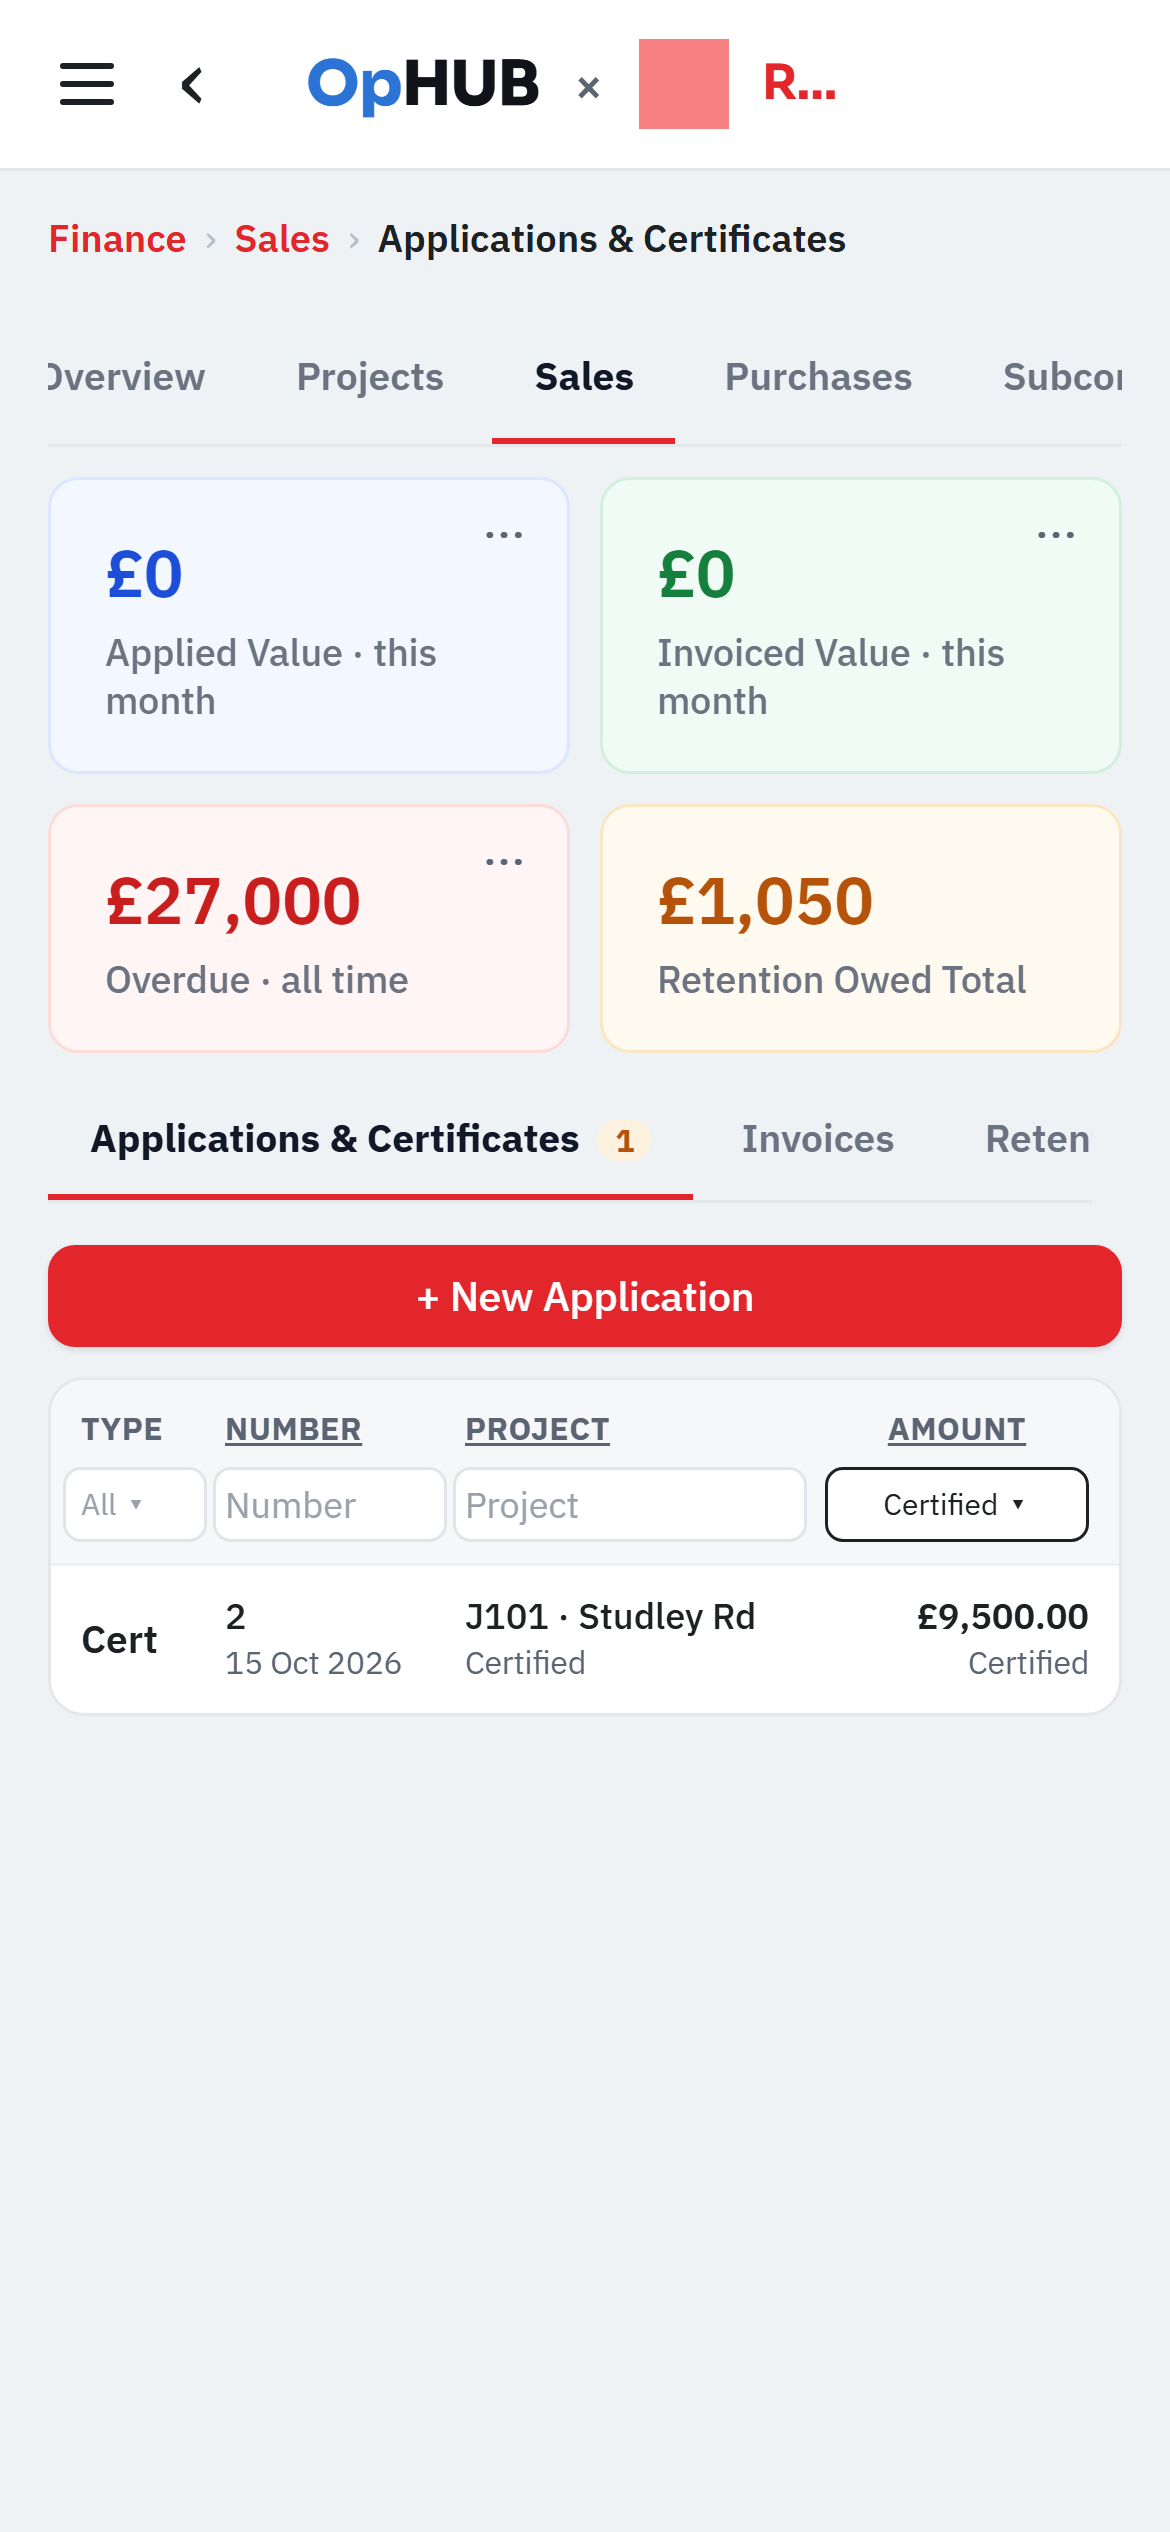 OpHUB × R...
Finance › Sales › Applications & Certificates
Overview Projects Sales Purchases Subcon
£0
Applied Value · this
month
£0
Invoiced Value · this
month
£27,000
Overdue · all time
£1,050
Retention Owed Total
Applications & Certificates 1 Invoices Reten
+ New Application
TYPE NUMBER PROJECT AMOUNT
All ▾ Number Project Certified ▾
Cert
2
15 Oct 2026
J101 · Studley Rd
Certified
£9,500.00
Certified